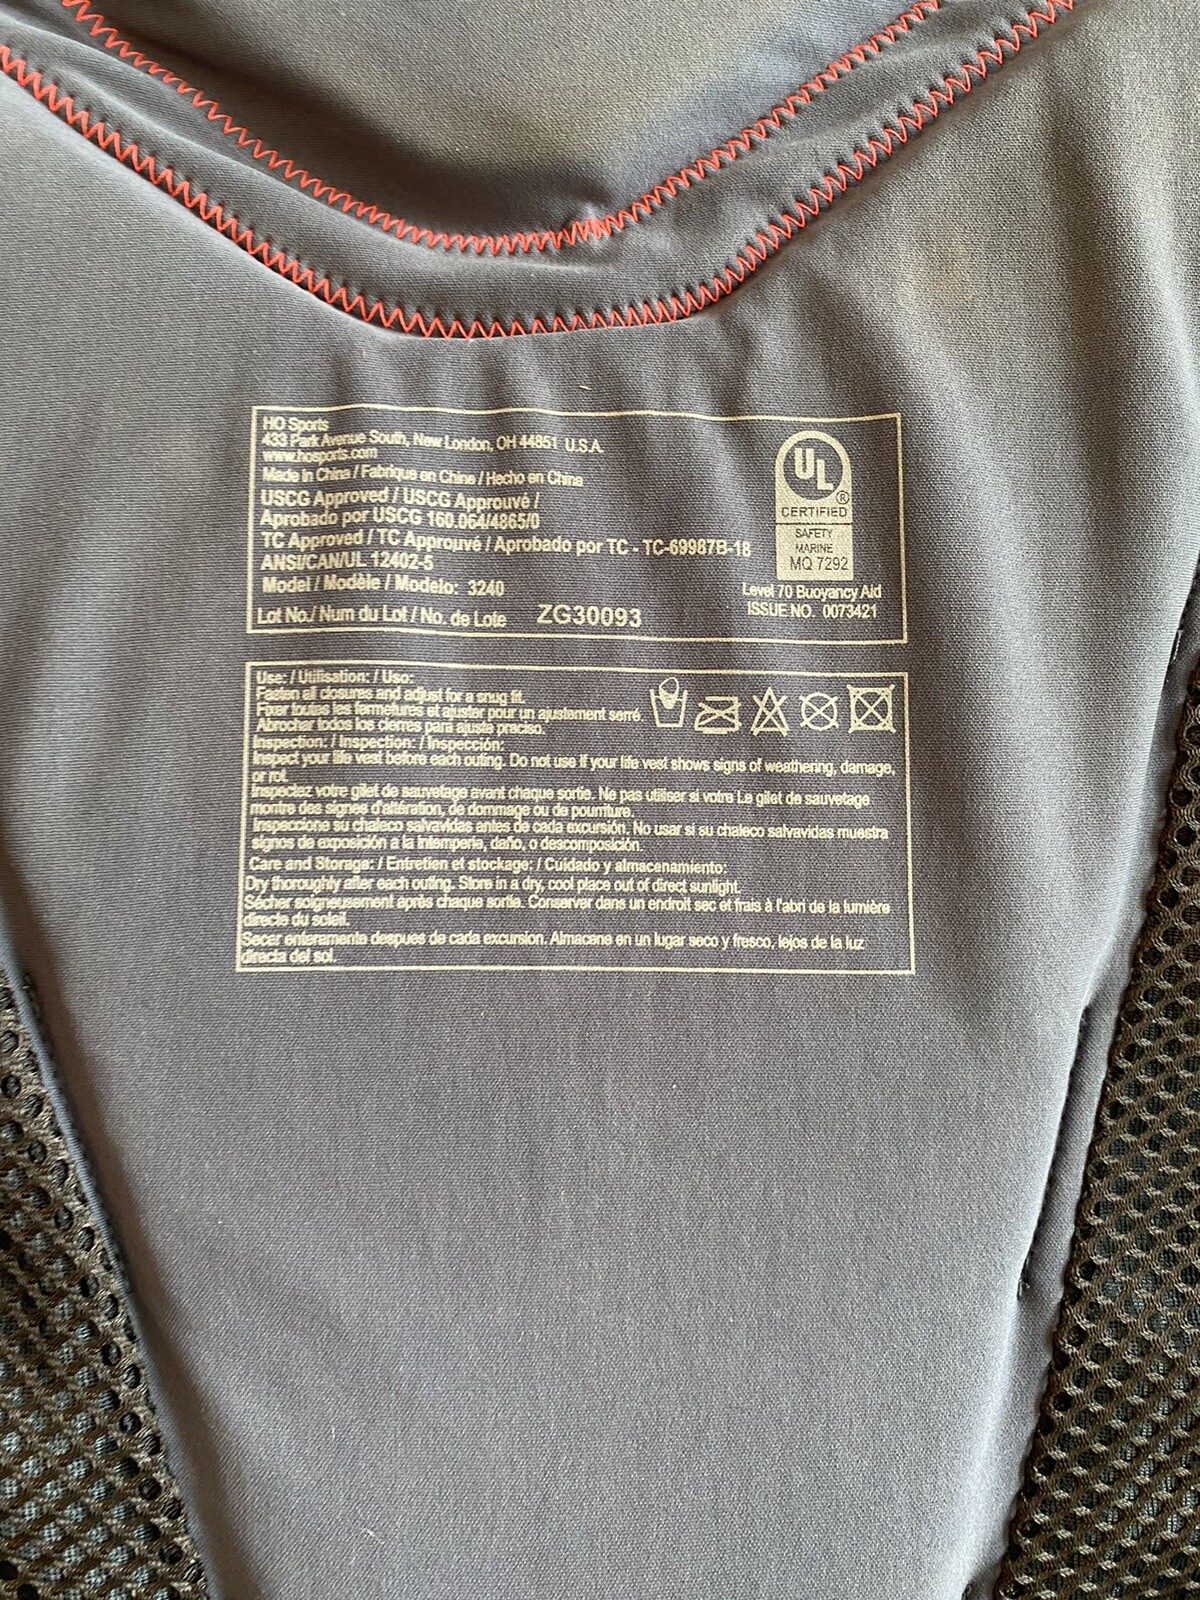 HO Sports
433 Park Avenue South, New London, OH 44851 U.S.A.
www.hosports.com
Made in China / Fabrique en Chine / Hecho en China
USCG Approved / USCG Approuvé /
Aprobado por USCG 160.064/4865/0
TC Approved / TC Approuvé / Aprobado por TC - TC-69987B-18
ANSI/CAN/UL 12402-5
Model / Modèle / Modelo: 3240
Lot No./ Num du Lot / No. de Lote ZG30093
UL ®
CERTIFIED
SAFETY
MARINE
MQ 7292
Level 70 Buoyancy Aid
ISSUE NO. 0073421
Use: / Utilisation: / Uso:
Fasten all closures and adjust for a snug fit.
Fixer toutes les fermetures et ajuster pour un ajustement serré.
Abrochar todos los cierres para ajuste preciso.
Inspection: / Inspection: / Inspección:
Inspect your life vest before each outing. Do not use if your life vest shows signs of weathering, damage,
or rot.
Inspectez votre gilet de sauvetage avant chaque sortie. Ne pas utiliser si votre Le gilet de sauvetage
montre des signes d'altération, de dommage ou de pourriture.
Inspeccione su chaleco salvavidas antes de cada excursión. No usar si su chaleco salvavidas muestra
signos de exposición a la intemperie, daño, o descomposición.
Care and Storage: / Entretien et stockage: / Cuidado y almacenamiento:
Dry thoroughly after each outing. Store in a dry, cool place out of direct sunlight.
Sécher soigneusement après chaque sortie. Conserver dans un endroit sec et frais à l'abri de la lumière
directe du soleil.
Secar enteramente despues de cada excursion. Almacene en un lugar seco y fresco, lejos de la luz
directa del sol.